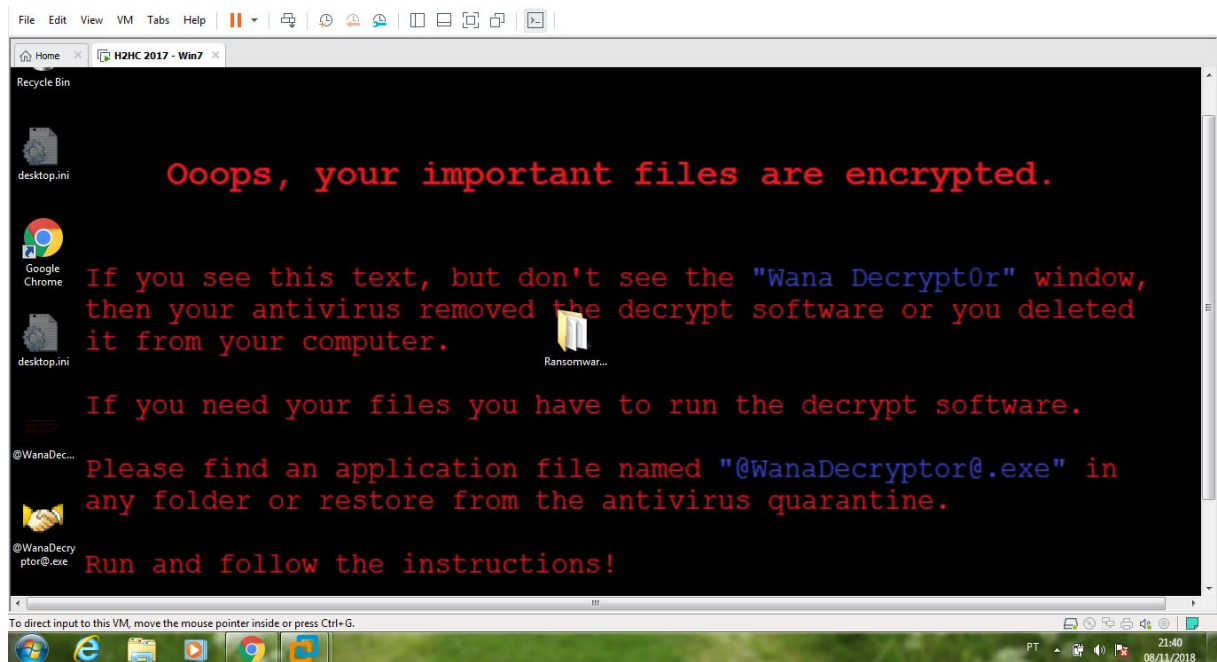 File Edit View VM Tabs Help
Home
H2HC 2017 - Win7
Recycle Bin
desktop.ini
Ooops, your important files are encrypted.
Google
Chrome
If you see this text, but don't see the "Wana Decrypt0r" window,
then your antivirus removed the decrypt software or you deleted
it from your computer.
desktop.ini
Ransomwar...
If you need your files you have to run the decrypt software.
@WanaDec...
Please find an application file named "@WanaDecryptor@.exe" in
any folder or restore from the antivirus quarantine.
@WanaDecry
ptor@.exe
Run and follow the instructions!
To direct input to this VM, move the mouse pointer inside or press Ctrl+G.
PT
21:40
08/11/2018